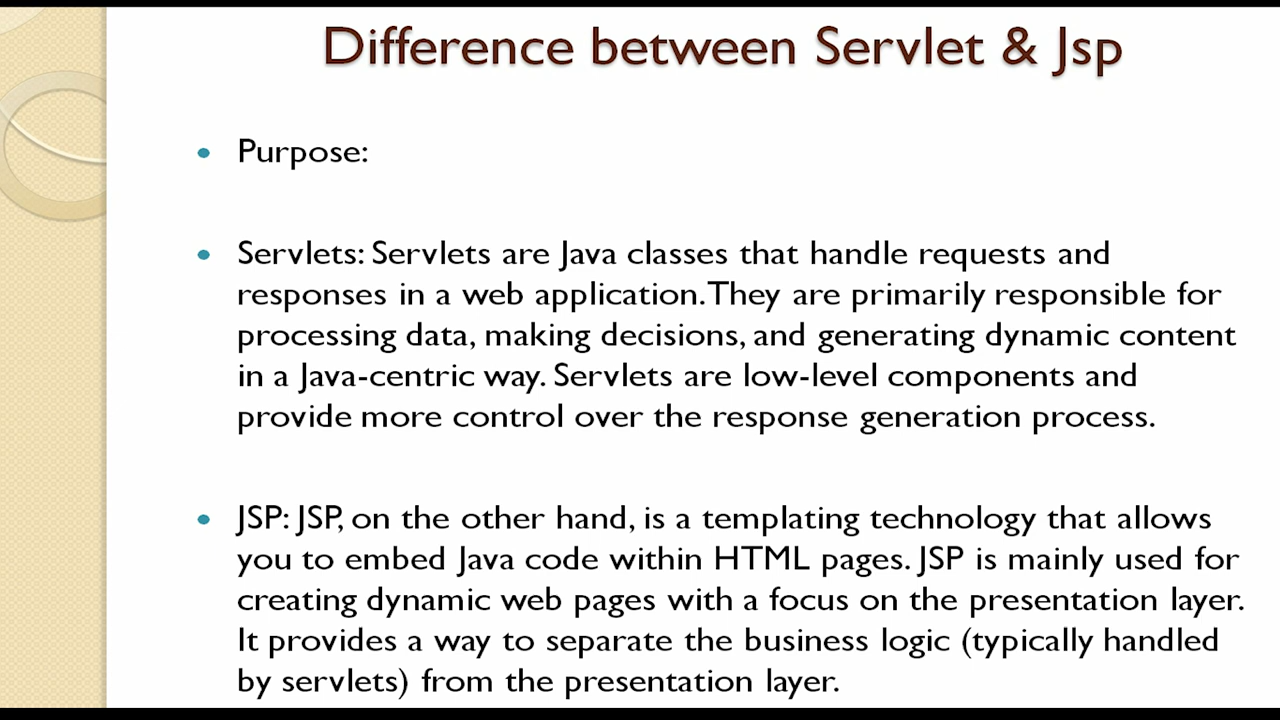 Difference between Servlet & Jsp
• Purpose:
• Servlets: Servlets are Java classes that handle requests and
responses in a web application. They are primarily responsible for
processing data, making decisions, and generating dynamic content
in a Java-centric way. Servlets are low-level components and
provide more control over the response generation process.
• JSP: JSP, on the other hand, is a templating technology that allows
you to embed Java code within HTML pages. JSP is mainly used for
creating dynamic web pages with a focus on the presentation layer.
It provides a way to separate the business logic (typically handled
by servlets) from the presentation layer.